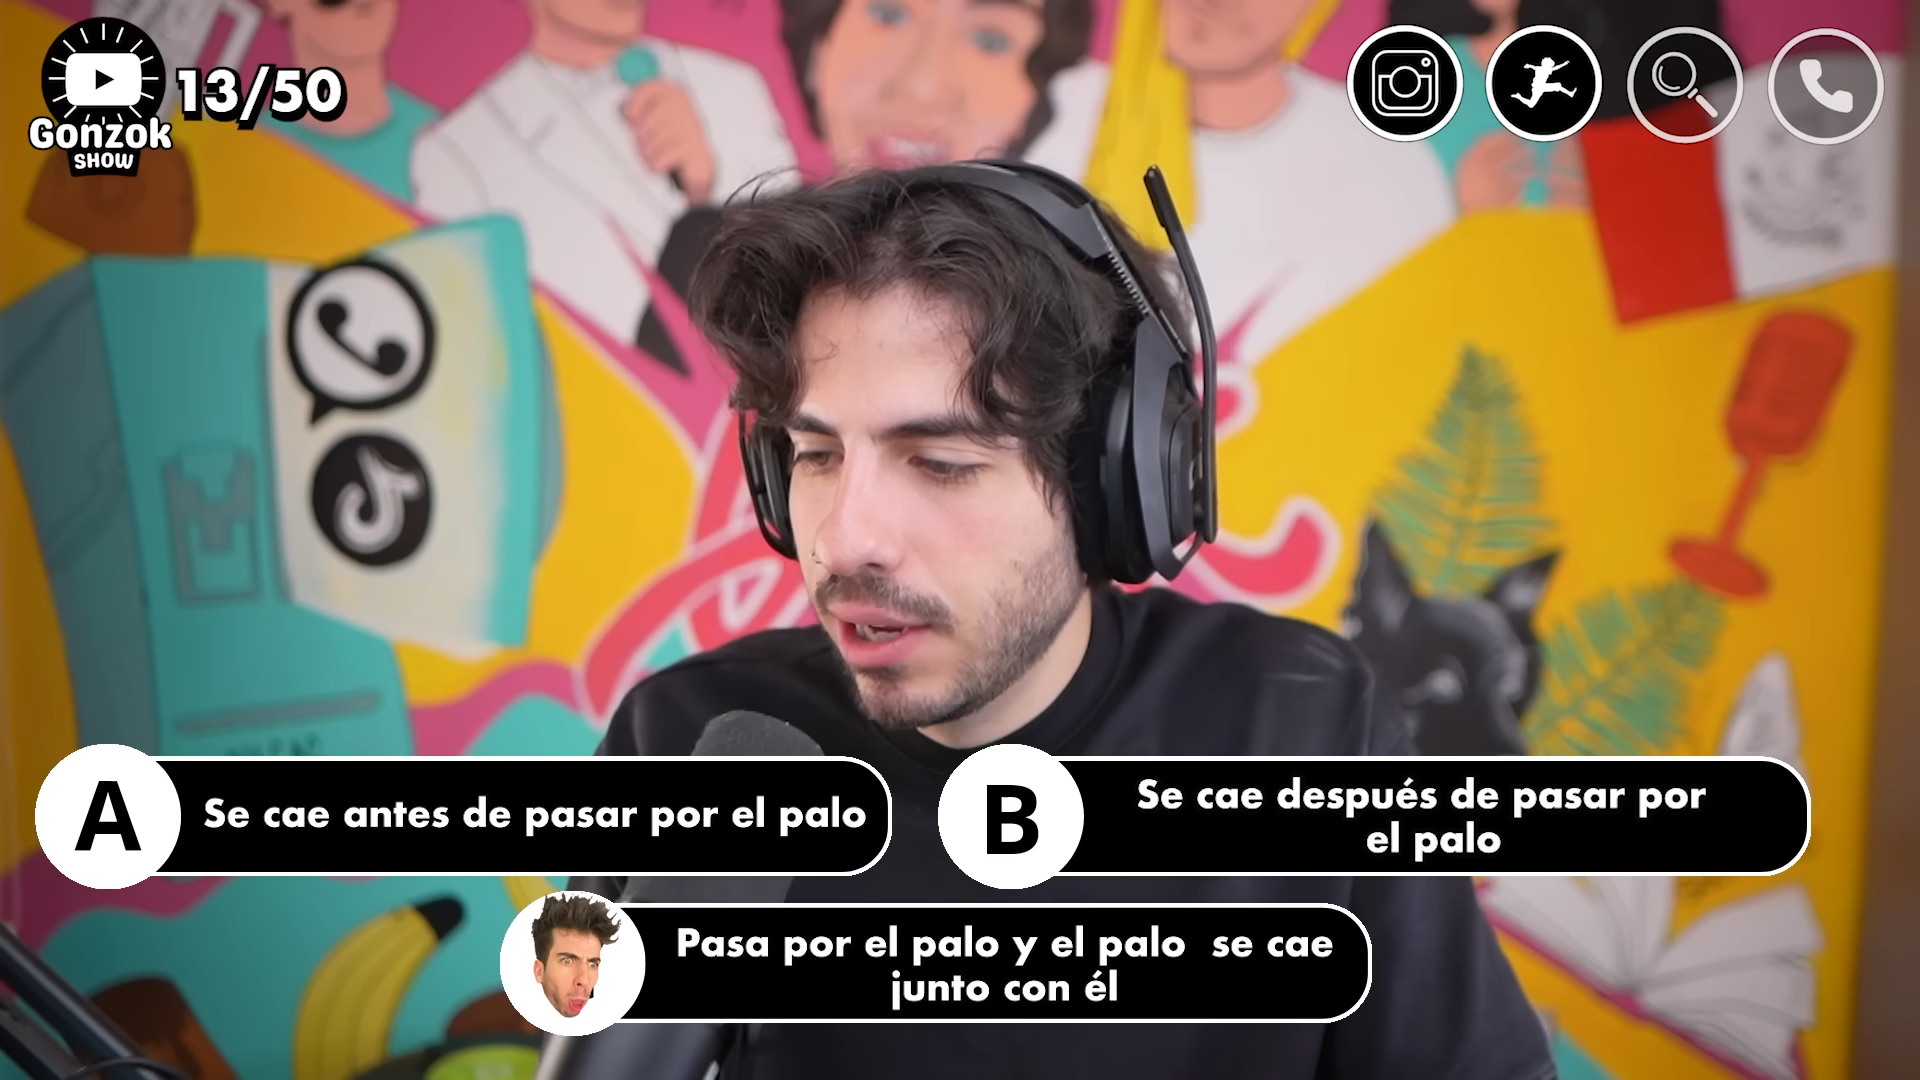 Gonzok
SHOW
13/50
A
Se cae antes de pasar por el palo
B
Se cae después de pasar por
el palo
Pasa por el palo y el palo se cae
junto con él